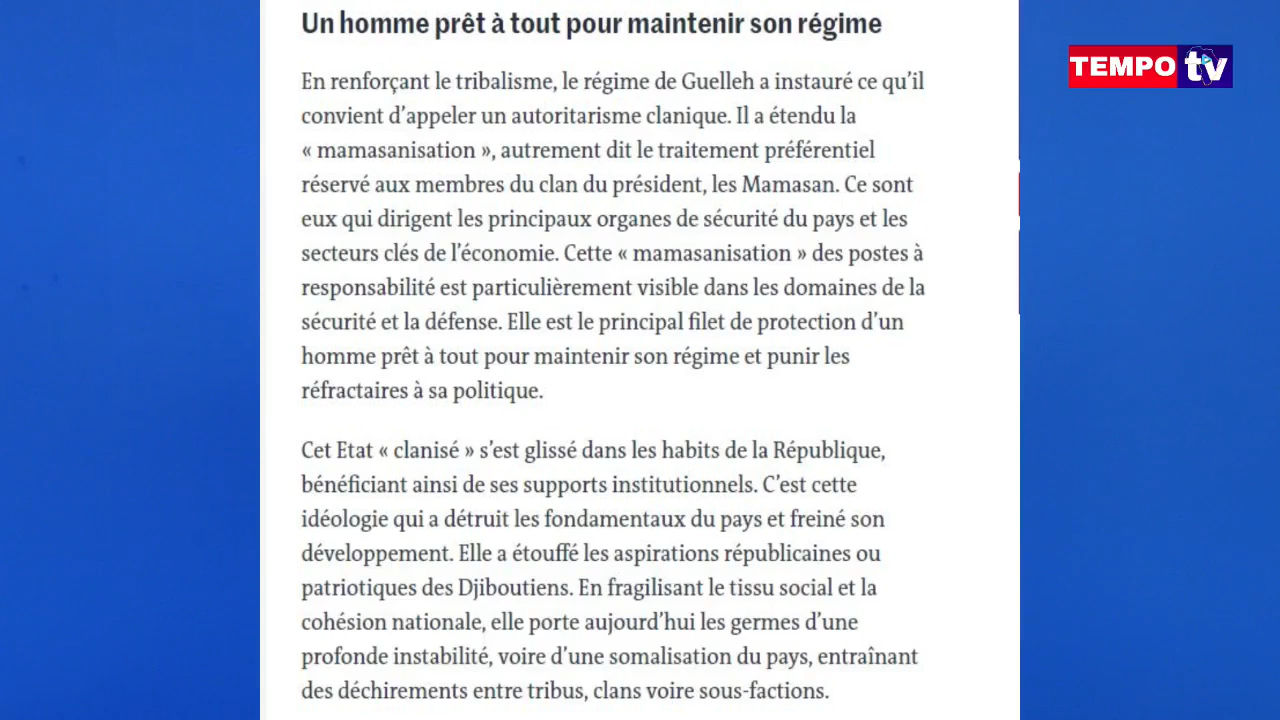 Un homme prêt à tout pour maintenir son régime
TEMPO tv
En renforçant le tribalisme, le régime de Guelleh a instauré ce qu’il
convient d’appeler un autoritarisme clanique. Il a étendu la
« mamasanisation », autrement dit le traitement préférentiel
réservé aux membres du clan du président, les Mamasan. Ce sont
eux qui dirigent les principaux organes de sécurité du pays et les
secteurs clés de l’économie. Cette « mamasanisation » des postes à
responsabilité est particulièrement visible dans les domaines de la
sécurité et la défense. Elle est le principal filet de protection d’un
homme prêt à tout pour maintenir son régime et punir les
réfractaires à sa politique.
Cet Etat « clanisé » s’est glissé dans les habits de la République,
bénéficiant ainsi de ses supports institutionnels. C’est cette
idéologie qui a détruit les fondamentaux du pays et freiné son
développement. Elle a étouffé les aspirations républicaines ou
patriotiques des Djiboutiens. En fragilisant le tissu social et la
cohésion nationale, elle porte aujourd’hui les germes d’une
profonde instabilité, voire d’une somalisation du pays, entraînant
des déchirements entre tribus, clans voire sous-factions.